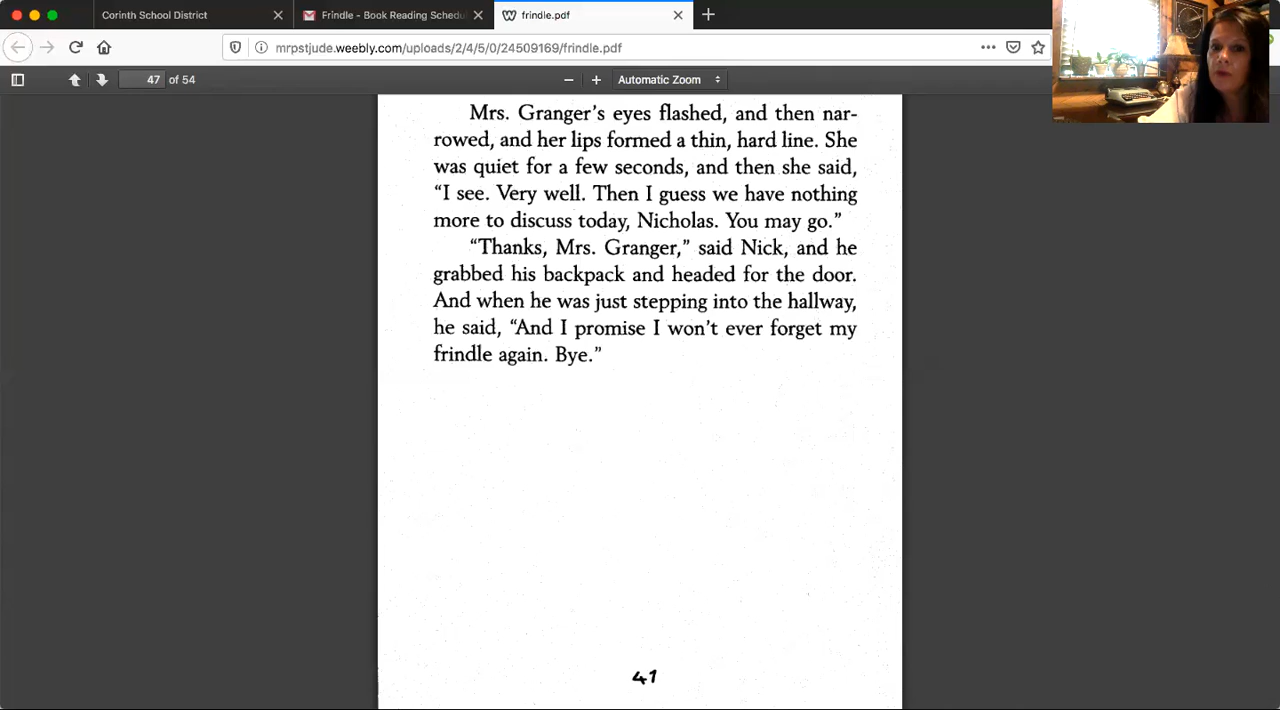 Corinth School District
Frindle - Book Reading Schedu
frindle.pdf
mrpstjude.weebly.com/uploads/2/4/5/0/24509169/frindle.pdf
47 of 54
Automatic Zoom
Mrs. Granger’s eyes flashed, and then nar-
rowed, and her lips formed a thin, hard line. She
was quiet for a few seconds, and then she said,
“I see. Very well. Then I guess we have nothing
more to discuss today, Nicholas. You may go.”
“Thanks, Mrs. Granger,” said Nick, and he
grabbed his backpack and headed for the door.
And when he was just stepping into the hallway,
he said, “And I promise I won’t ever forget my
frindle again. Bye.”
41